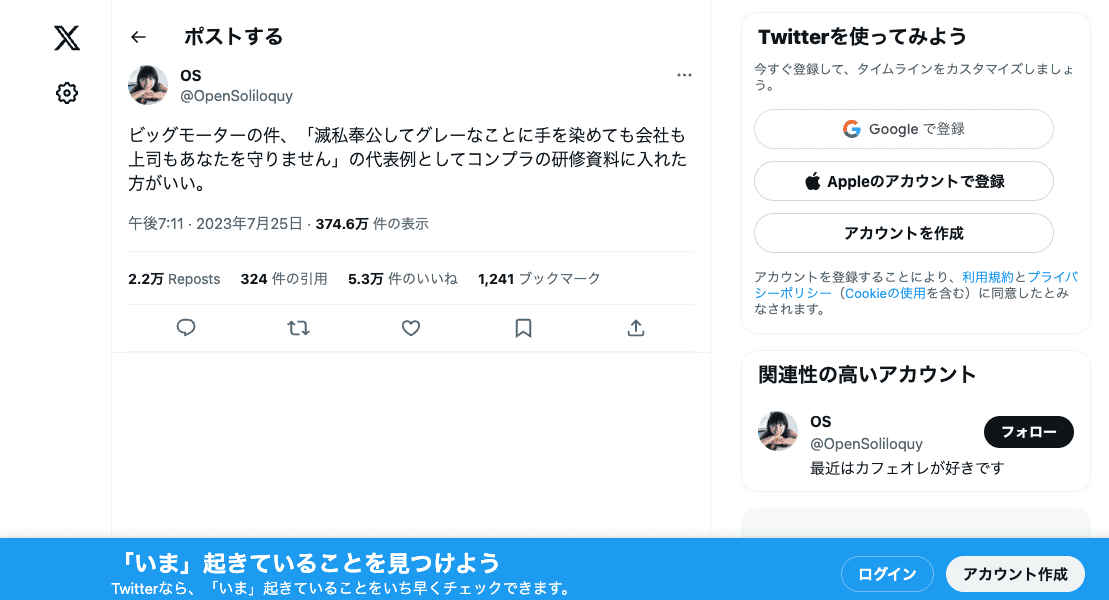 ポストする
OS
@OpenSoliloquy
ビッグモーターの件、「滅私奉公してグレーなことに手を染めても会社も
上司もあなたを守りません」の代表例としてコンプラの研修資料に入れた
方がいい。
午後7:11 · 2023年7月25日 · 374.6万 件の表示
2.2万 Reposts 324 件の引用 5.3万 件のいいね 1,241 ブックマーク
Twitterを使ってみよう
今すぐ登録して、タイムラインをカスタマイズしましょ
う。
Google で登録
Appleのアカウントで登録
アカウントを作成
アカウントを登録することにより、利用規約とプライバ
シーポリシー（Cookieの使用を含む）に同意したとみ
なされます。
関連性の高いアカウント
OS
@OpenSoliloquy
フォロー
最近はカフェオレが好きです
「いま」起きていることを見つけよう
Twitterなら、「いま」起きていることをいち早くチェックできます。
ログイン
アカウント作成